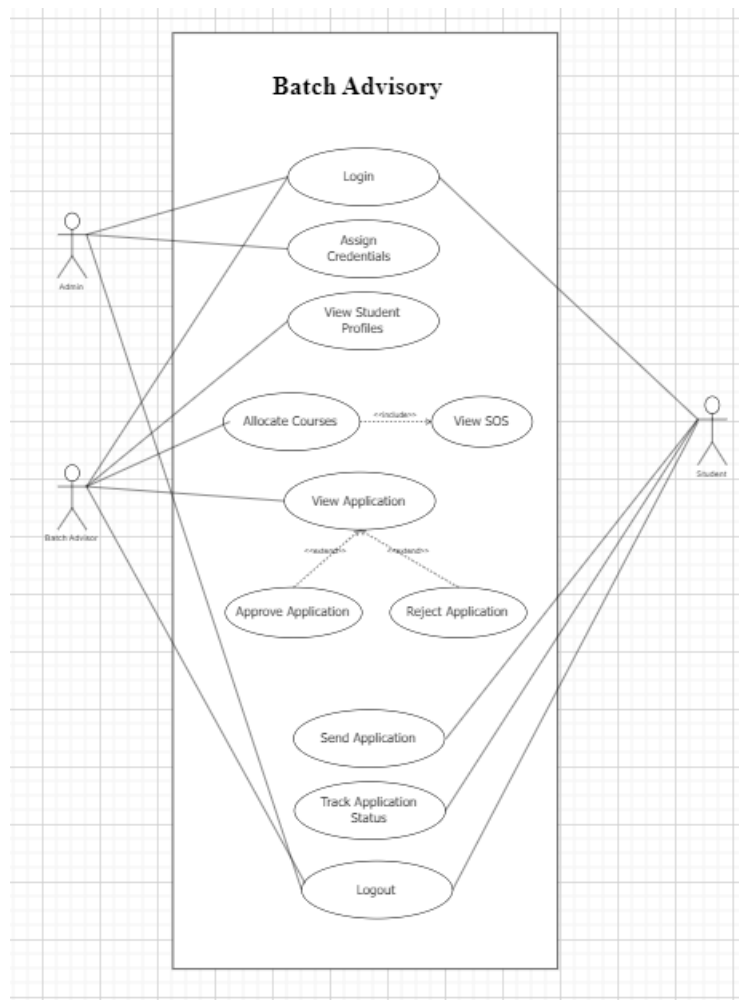 Batch Advisory
Login
Assign
Credentials
Admin
View Student
Profiles
Allocate Courses
<<include>>
View SOS
Student
View Application
Batch Advisor
<<extend>>
<<extend>>
Approve Application
Reject Application
Send Application
Track Application
Status
Logout